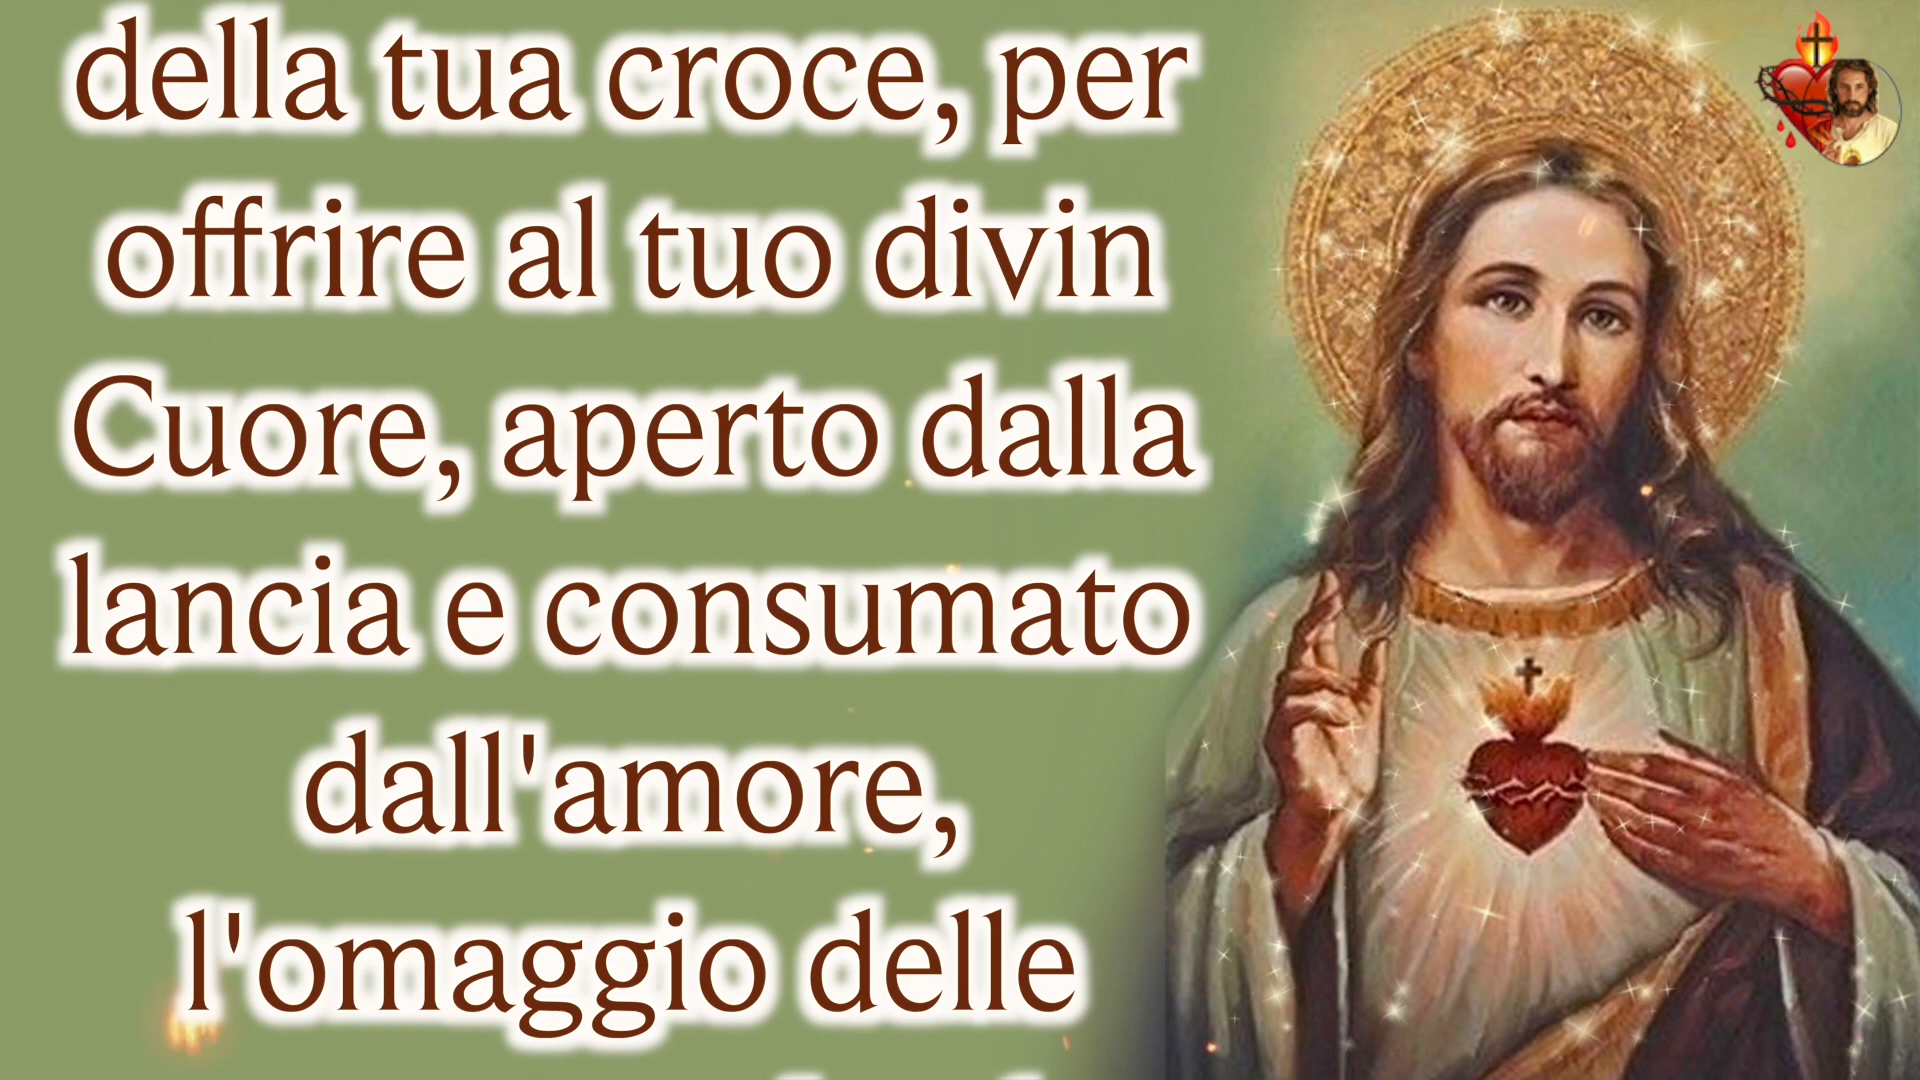 della tua croce, per
offrire al tuo divin
Cuore, aperto dalla
lancia e consumato
dall'amore,
l'omaggio delle